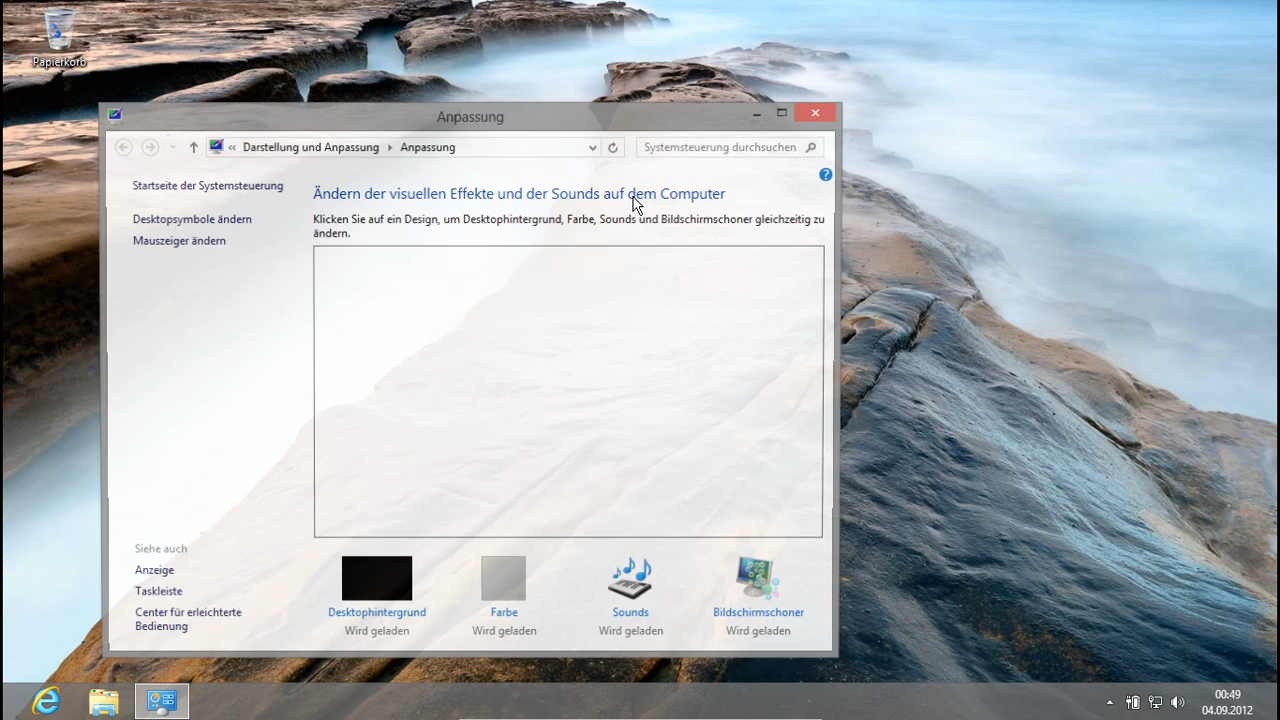 Papierkorb
Anpassung
« Darstellung und Anpassung Anpassung
Systemsteuerung durchsuchen
Startseite der Systemsteuerung
Desktopsymbole ändern
Mauszeiger ändern
Ändern der visuellen Effekte und der Sounds auf dem Computer
Klicken Sie auf ein Design, um Desktophintergrund, Farbe, Sounds und Bildschirmschoner gleichzeitig zu
ändern.
Siehe auch
Anzeige
Taskleiste
Center für erleichterte
Bedienung
Desktophintergrund
Wird geladen
Farbe
Wird geladen
Sounds
Wird geladen
Bildschirmschoner
Wird geladen
00:49
04.09.2012